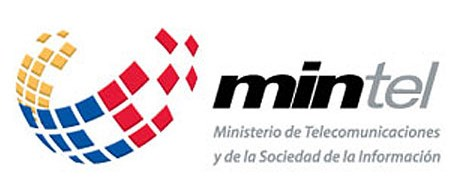 mintel
Ministerio de Telecomunicaciones
y de la Sociedad de la Información